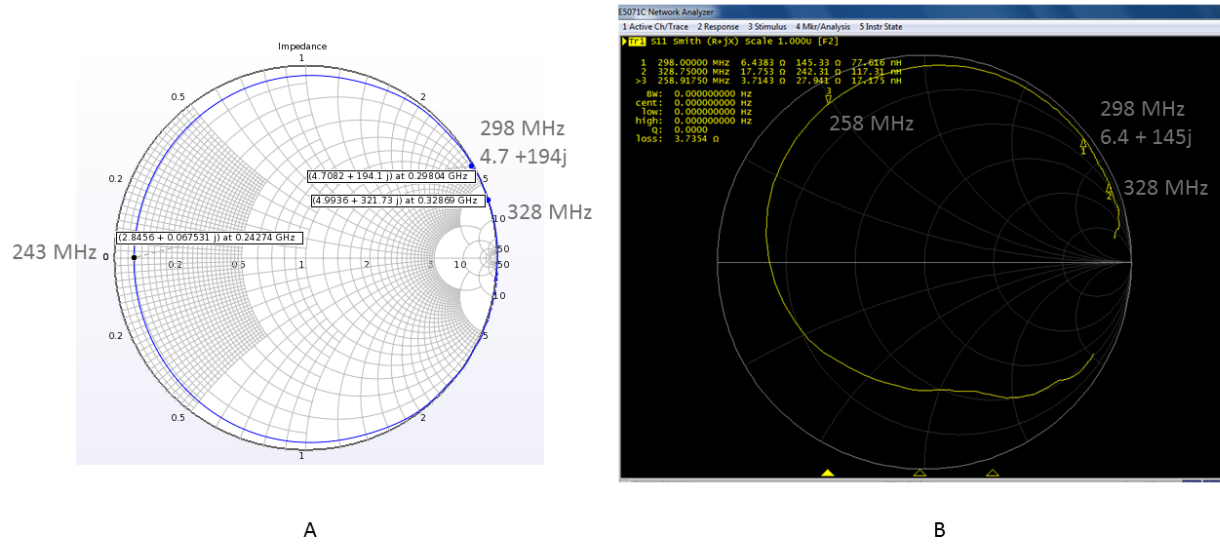 Impedance
1
0.5
2
0.2
5
10
50
0
0.2
0.5
1
2
5
10
50
10
0.2
5
0.5
2
1
298 MHz
4.7 +194j
(4.7082 + 194.1 j) at 0.29804 GHz
(4.9936 + 321.73 j) at 0.32869 GHz
328 MHz
(2.8456 + 0.067531 j) at 0.24274 GHz
243 MHz
A
E5071C Network Analyzer
1 Active Ch/Trace 2 Response 3 Stimulus 4 Mkr/Analysis 5 Instr State
Tr1 S11 Smith (R+jX) Scale 1.000U [F2]
1 298.00000 MHz 6.4383 Ω 145.33 Ω 77.616 nH
2 328.75000 MHz 17.753 Ω 242.31 Ω 117.31 nH
>3 258.91750 MHz 3.7143 Ω 27.941 Ω 17.175 nH
BW: 0.000000000 Hz
cent: 0.000000000 Hz
low: 0.000000000 Hz
high: 0.000000000 Hz
Q: 0.0000
loss: 3.7354 Ω
3
258 MHz
298 MHz
6.4 + 145j
1
328 MHz
2
B